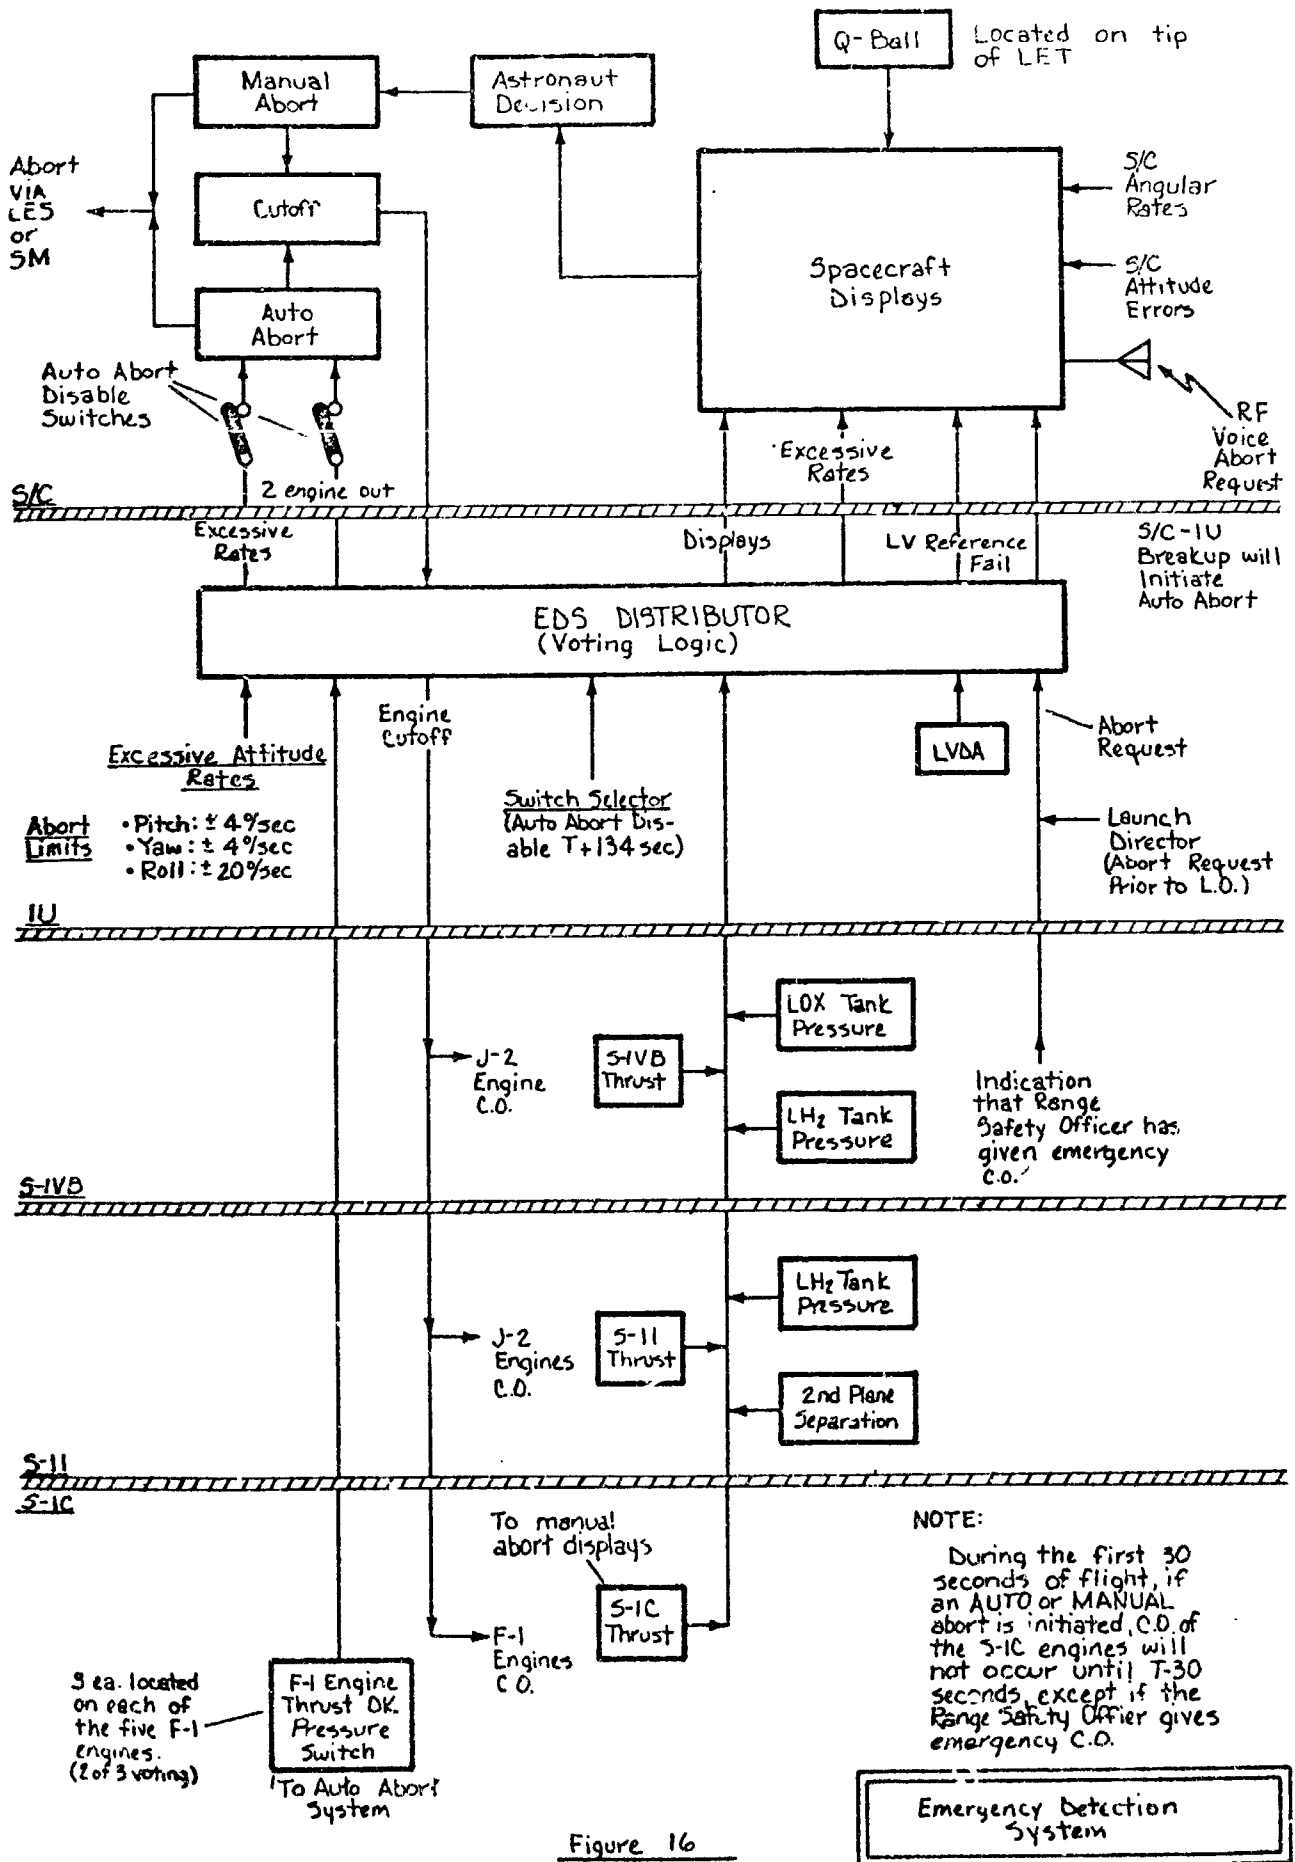 Q-Ball
Located on tip
of LET
Manual
Abort
Astronaut
Decision
Abort
VIA
LES
or
SM
Cutoff
S/C
Angular
Rates
Spacecraft
Displays
S/C
Attitude
Errors
Auto
Abort
Auto Abort
Disable
Switches
RF
Voice
Abort
Request
Excessive
Rates
2 engine out
S/C
Excessive
Rates
Displays
LV Reference
Fail
S/C-IU
Breakup will
Initiate
Auto Abort
EDS DISTRIBUTOR
(Voting Logic)
Engine
Cutoff
Excessive Attitude
Rates
LVDA
Abort
Request
Abort
Limits
• Pitch: ± 4°/sec
• Yaw: ± 4°/sec
• Roll: ± 20°/sec
Switch Selector
(Auto Abort Dis-
able T+134 sec)
Launch
Director
(Abort Request
Prior to L.O.)
IU
LOX Tank
Pressure
S-IVB
Thrust
J-2
Engine
C.O.
LH2 Tank
Pressure
Indication
that Range
Safety Officer has
given emergency
C.O.
S-IVB
LH2 Tank
Pressure
J-2
Engines
C.O.
S-II
Thrust
2nd Plane
Separation
S-II
S-IC
To manual
abort displays
S-IC
Thrust
F-1
Engines
C O.
NOTE:
During the first 30
seconds of flight, if
an AUTO or MANUAL
abort is initiated, C.O. of
the S-IC engines will
not occur until T-30
seconds, except if the
Range Safety Offier gives
emergency C.O.
3 ea. located
on each of
the five F-1
engines.
(2 of 3 voting)
F-1 Engine
Thrust OK.
Pressure
Switch
To Auto Abort
System
Emergency Detection
System
Figure 16